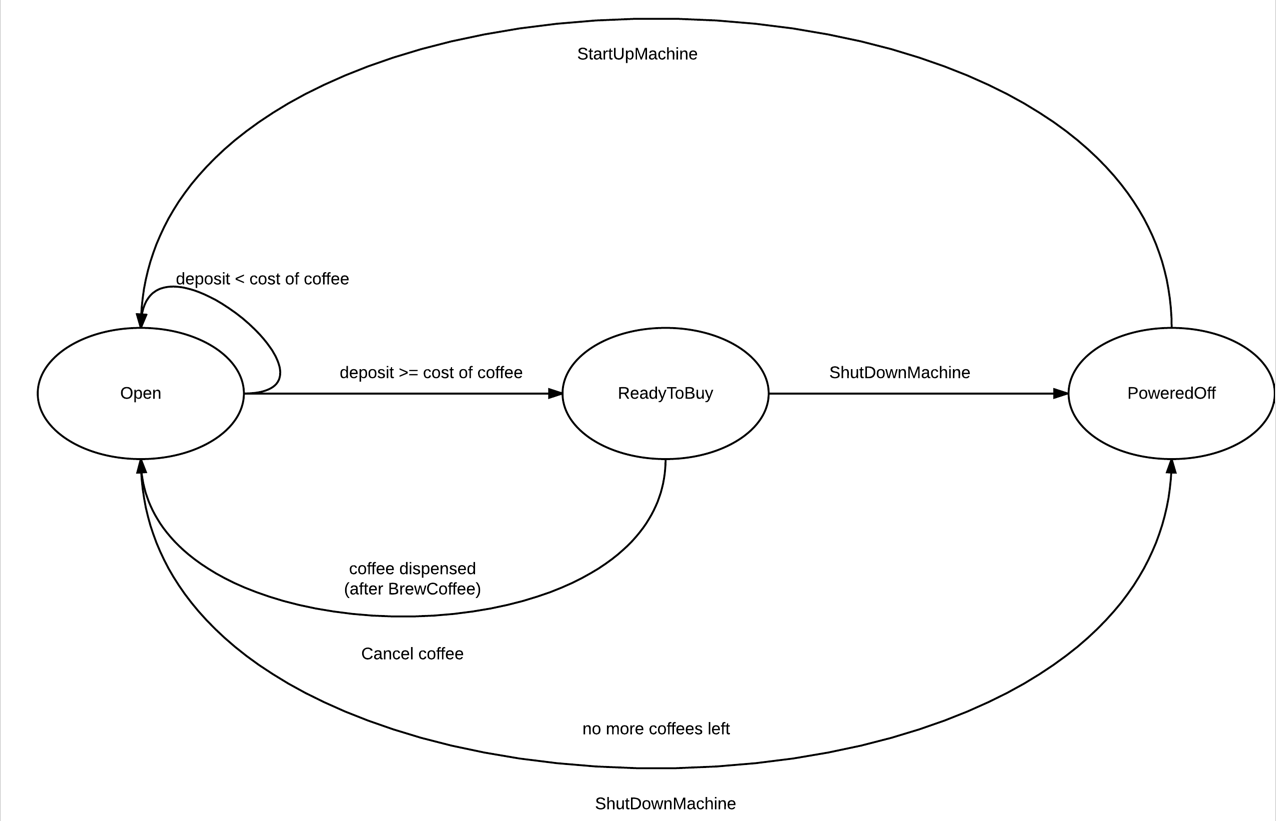 StartUpMachine
deposit < cost of coffee
deposit >= cost of coffee
ShutDownMachine
Open
ReadyToBuy
PoweredOff
coffee dispensed
(after BrewCoffee)
Cancel coffee
no more coffees left
ShutDownMachine